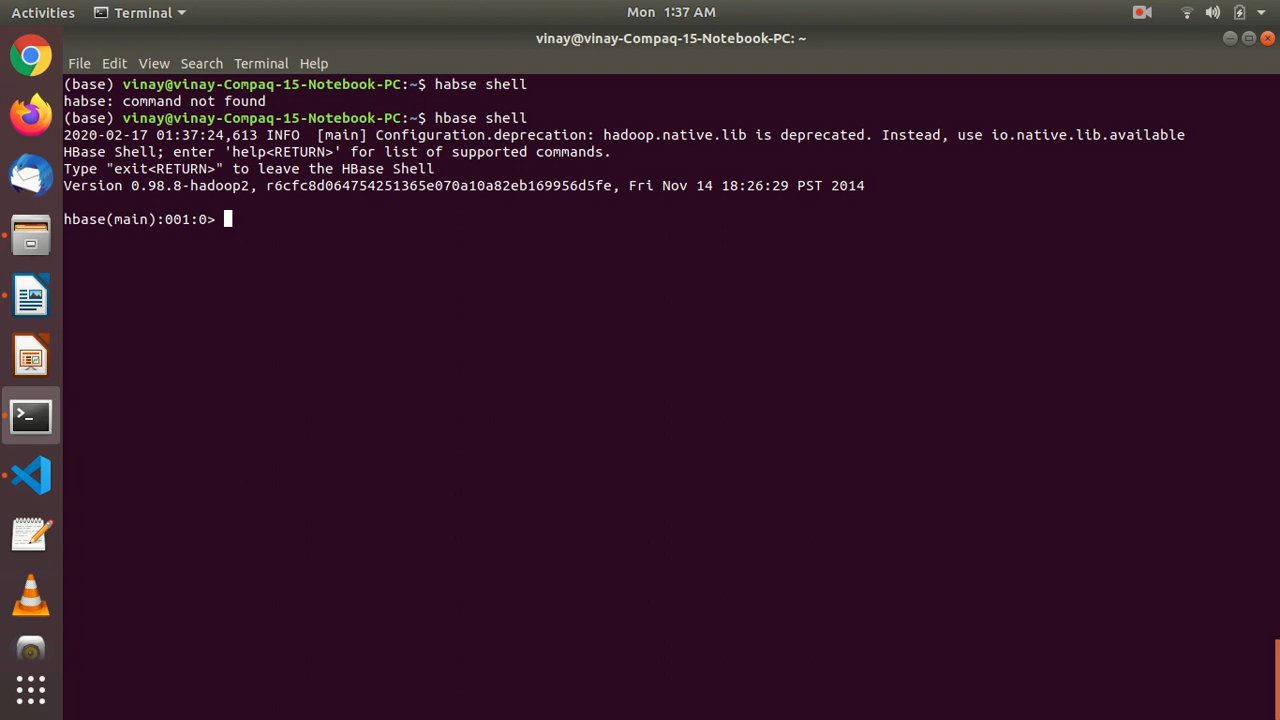 Activities Terminal Mon 1:37 AM
vinay@vinay-Compaq-15-Notebook-PC: ~
File Edit View Search Terminal Help
(base) vinay@vinay-Compaq-15-Notebook-PC:~$ habse shell
habse: command not found
(base) vinay@vinay-Compaq-15-Notebook-PC:~$ hbase shell
2020-02-17 01:37:24,613 INFO  [main] Configuration.deprecation: hadoop.native.lib is deprecated. Instead, use io.native.lib.available
HBase Shell; enter 'help<RETURN>' for list of supported commands.
Type "exit<RETURN>" to leave the HBase Shell
Version 0.98.8-hadoop2, r6cfc8d064754251365e070a10a82eb169956d5fe, Fri Nov 14 18:26:29 PST 2014
hbase(main):001:0>